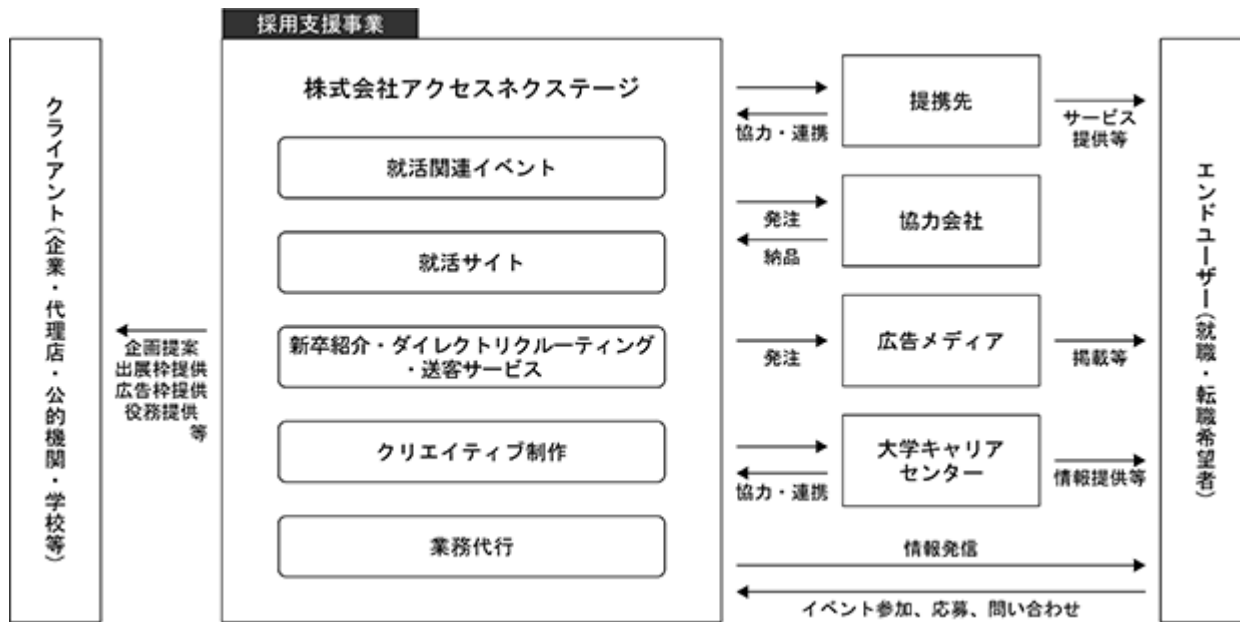 採用支援事業
クライアント(企業・代理店・公的機関・学校等)
企画提案
出展枠提供
広告枠提供
役務提供
等
株式会社アクセスネクステージ
就活関連イベント
就活サイト
新卒紹介・ダイレクトリクルーティング
・送客サービス
クリエイティブ制作
業務代行
協力・連携
提携先
サービス
提供等
発注
納品
協力会社
発注
広告メディア
掲載等
協力・連携
大学キャリア
センター
情報提供等
情報発信
イベント参加、応募、問い合わせ
エンドユーザー(就職・転職希望者)